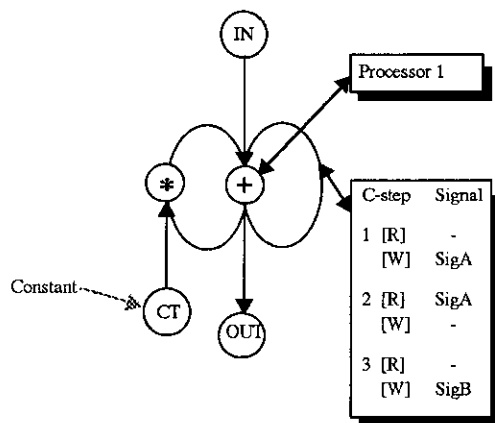 IN
Processor 1
*
+
C-step Signal
1 [R] -
[W] SigA
Constant
CT
2 [R] SigA
[W] -
OUT
3 [R] -
[W] SigB